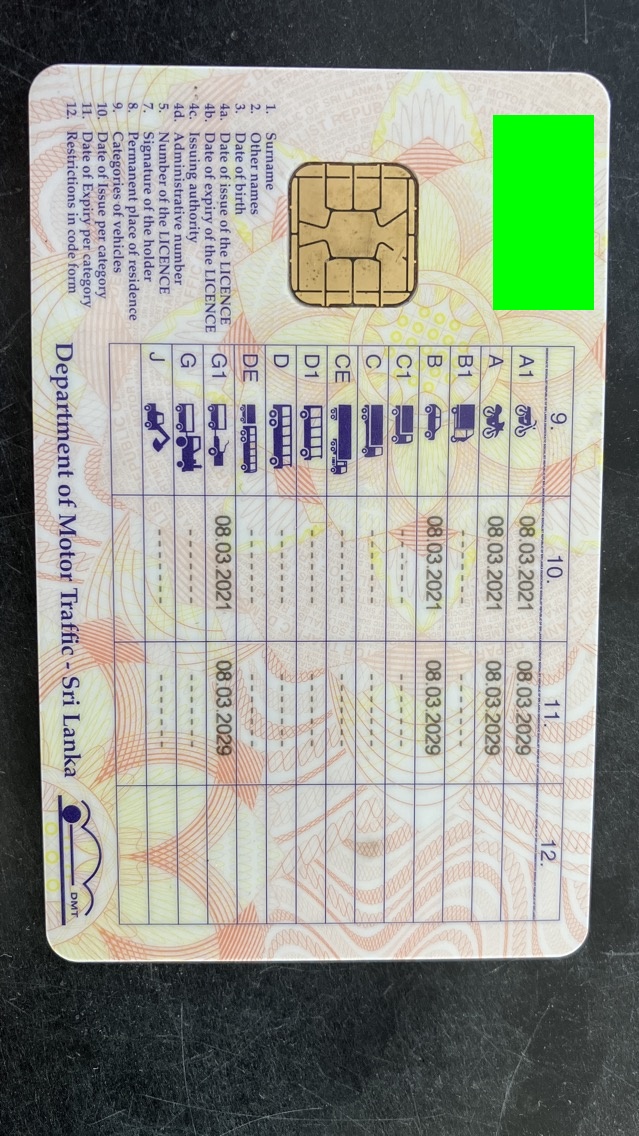 1. Surname
2. Other names
3. Date of birth
4a. Date of issue of the LICENCE
4b. Date of expiry of the LICENCE
4c. Issuing authority
4d. Administrative number
5. Number of the LICENCE
7. Signature of the holder
8. Permanent place of residence
9. Categories of vehicles
10. Date of Issue per category
11. Date of Expiry per category
12. Restrictions in code form
9. 10. 11. 12.
A1 08.03.2021 08.03.2029
A 08.03.2021 08.03.2029
B1 ------ ------
B 08.03.2021 08.03.2029
C1 ------ ------
C ------ ------
CE ------ ------
D1 ------ ------
D ------ ------
DE ------ ------
G1 08.03.2021 08.03.2029
G ------ ------
J ------ ------
Department of Motor Traffic - Sri Lanka
DMT